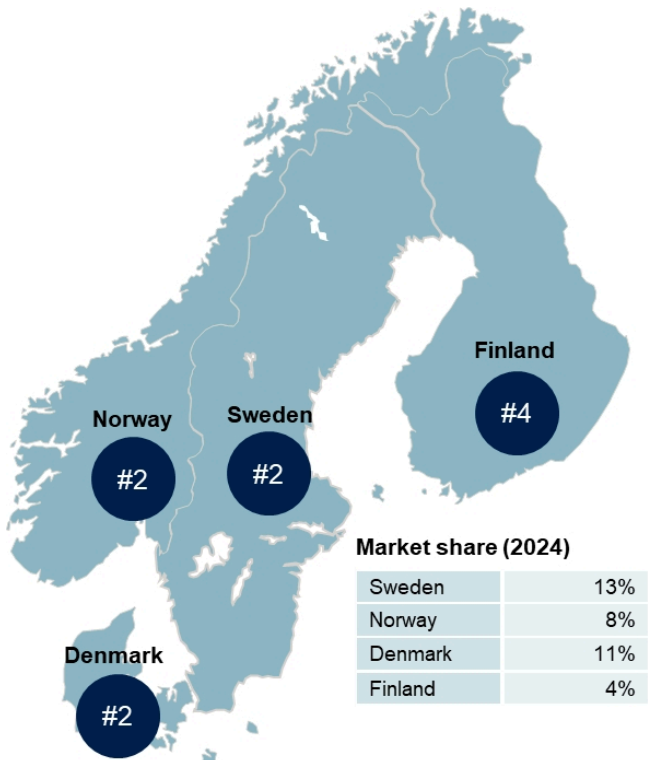 Finland
#4
Norway
#2
Sweden
#2
Denmark
#2
Market share (2024)
Sweden 13%
Norway 8%
Denmark 11%
Finland 4%